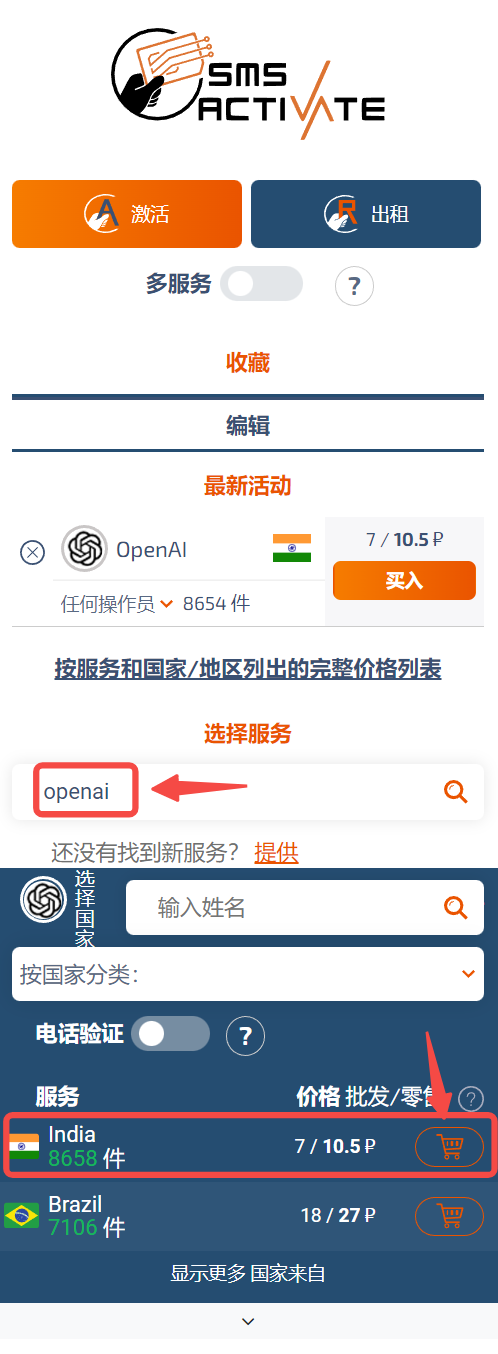 SMS
ACTIVATE
激活
出租
多服务
?
收藏
编辑
最新活动
OpenAI
7 / 10.5 ₽
买入
任何操作员 8654 件
按服务和国家/地区列出的完整价格列表
选择服务
openai
还没有找到新服务? 提供
选择国家
输入姓名
按国家分类:
电话验证
?
服务 价格 批发/零售
?
India
8658 件
7 / 10.5 ₽
Brazil
7106 件
18 / 27 ₽
显示更多 国家来自